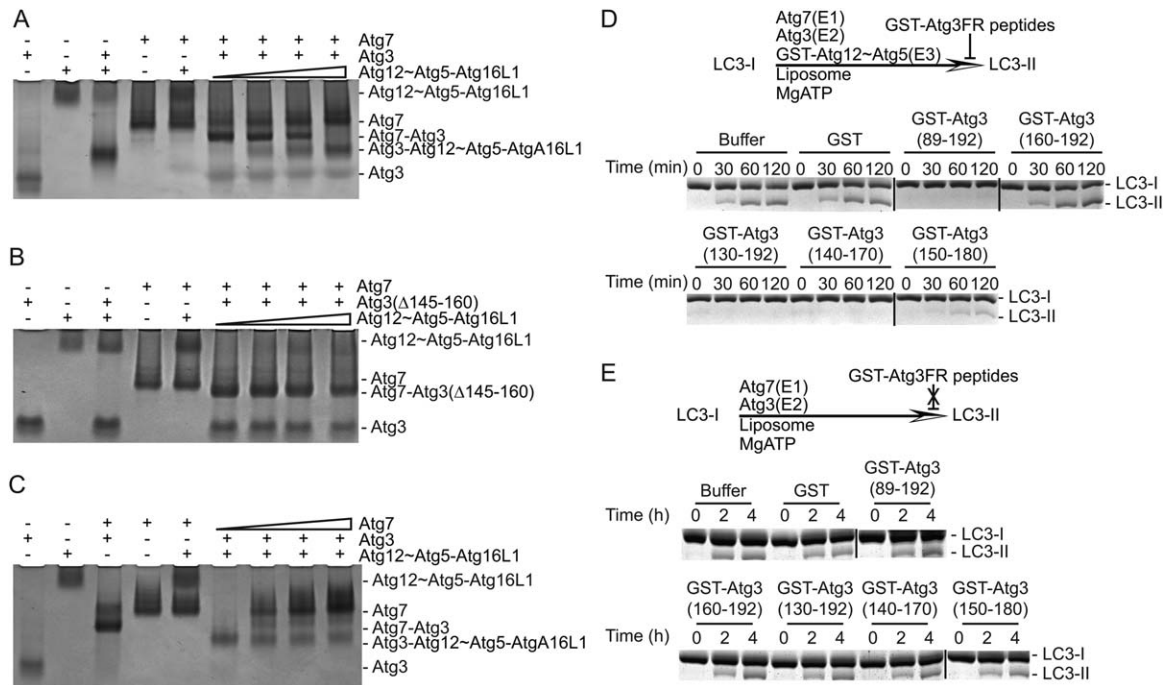 A
- - - + + + + + + Atg7
+ - + - - + + + + Atg3
- + + - + Atg12~Atg5-Atg16L1
- Atg12~Atg5-Atg16L1
- Atg7
- Atg7-Atg3
- Atg3-Atg12~Atg5-AtgA16L1
- Atg3
B
- - - + + + + + + Atg7
+ - + - - + + + + Atg3(Δ145-160)
- + + - + Atg12~Atg5-Atg16L1
- Atg12~Atg5-Atg16L1
- Atg7
- Atg7-Atg3(Δ145-160)
- Atg3
C
- - + + + Atg7
+ - + - - + + + + Atg3
- + - - + + + + + Atg12~Atg5-Atg16L1
- Atg12~Atg5-Atg16L1
- Atg7
- Atg7-Atg3
- Atg3-Atg12~Atg5-AtgA16L1
- Atg3
D
Atg7(E1)
Atg3(E2)
GST-Atg12~Atg5(E3)
Liposome
MgATP
GST-Atg3FR peptides
LC3-I
LC3-II
Buffer GST GST-Atg3 (89-192) GST-Atg3 (160-192)
Time (min) 0 30 60 120 0 30 60 120 0 30 60 120 0 30 60 120
- LC3-I
- LC3-II
GST-Atg3 (130-192) GST-Atg3 (140-170) GST-Atg3 (150-180)
Time (min) 0 30 60 120 0 30 60 120 0 30 60 120
- LC3-I
- LC3-II
E
Atg7(E1)
Atg3(E2)
Liposome
MgATP
GST-Atg3FR peptides
LC3-I
LC3-II
Buffer GST GST-Atg3 (89-192)
Time (h) 0 2 4 0 2 4 0 2 4
- LC3-I
- LC3-II
GST-Atg3 (160-192) GST-Atg3 (130-192) GST-Atg3 (140-170) GST-Atg3 (150-180)
Time (h) 0 2 4 0 2 4 0 2 4 0 2 4
- LC3-I
- LC3-II